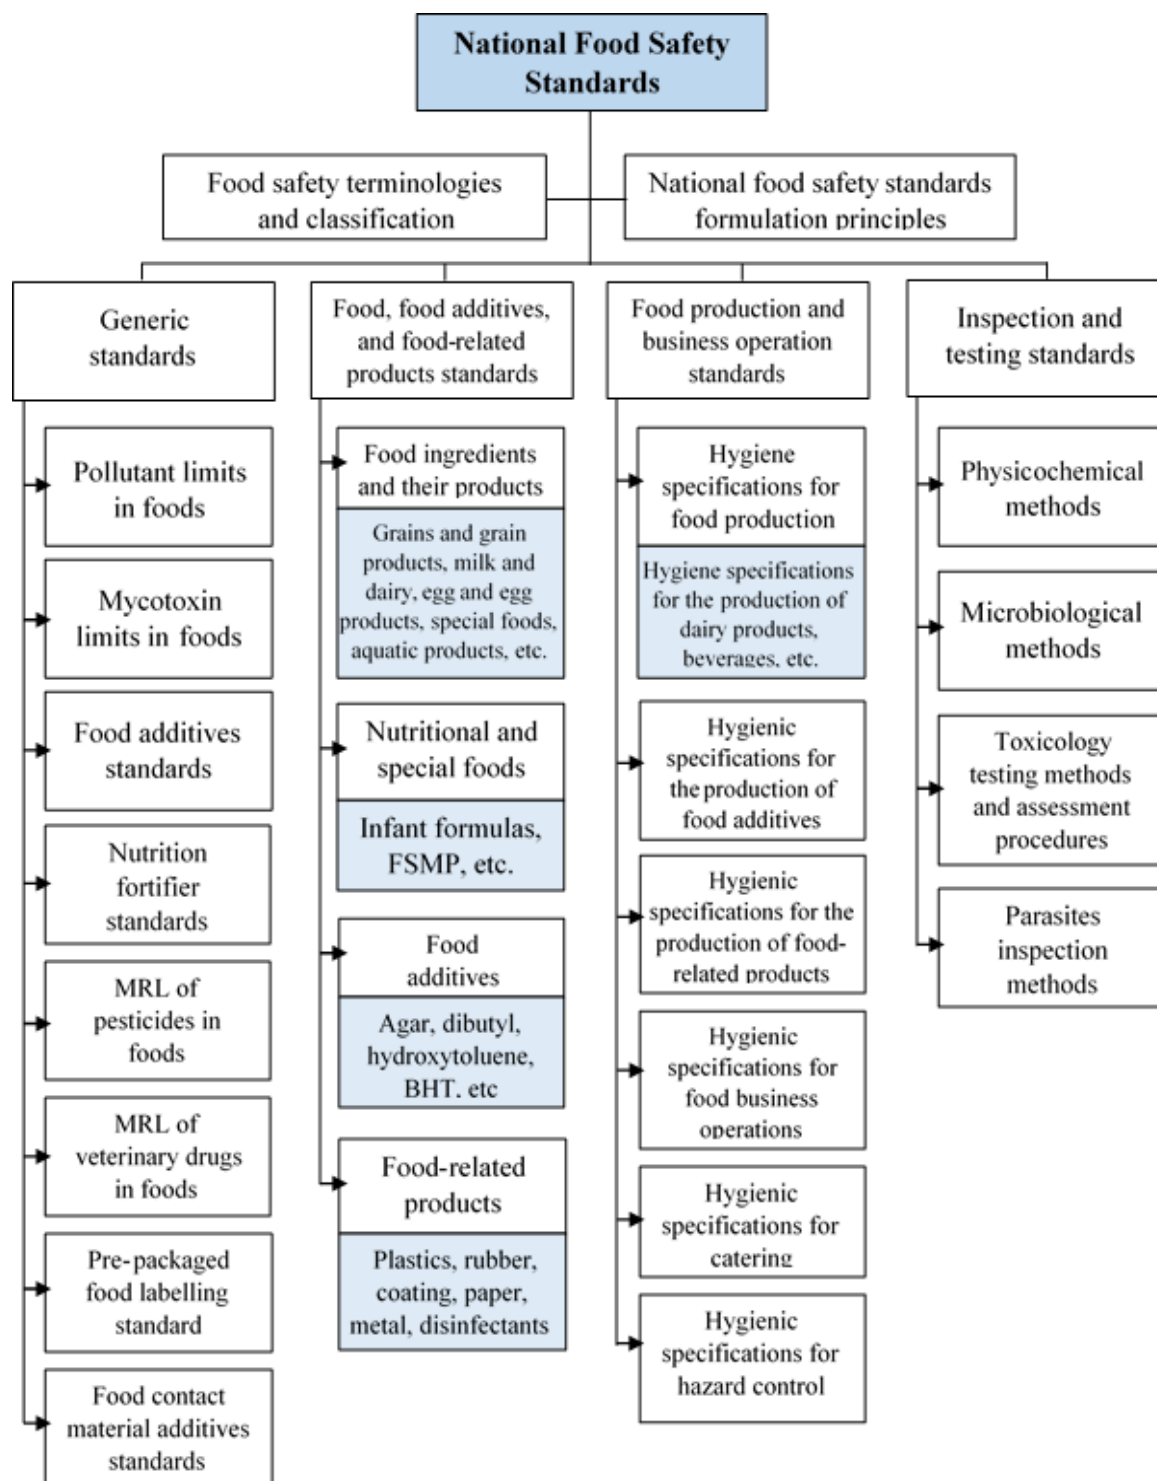 National Food Safety
Standards
Food safety terminologies
and classification
National food safety standards
formulation principles
Generic
standards
Pollutant limits
in foods
Mycotoxin
limits in foods
Food additives
standards
Nutrition
fortifier
standards
MRL of
pesticides in
foods
MRL of
veterinary drugs
in foods
Pre-packaged
food labelling
standard
Food contact
material additives
standards
Food, food additives,
and food-related
products standards
Food ingredients
and their products
Grains and grain
products, milk and
dairy, egg and egg
products, special foods,
aquatic products, etc.
Nutritional and
special foods
Infant formulas,
FSMP, etc.
Food
additives
Agar, dibutyl,
hydroxytoluene,
BHT, etc
Food-related
products
Plastics, rubber,
coating, paper,
metal, disinfectants
Food production and
business operation
standards
Hygiene
specifications for
food production
Hygiene specifications
for the production of
dairy products,
beverages, etc.
Hygienic
specifications for
the production of
food additives
Hygienic
specifications for the
production of food-
related products
Hygienic
specifications for
food business
operations
Hygienic
specifications for
catering
Hygienic
specifications for
hazard control
Inspection and
testing standards
Physicochemical
methods
Microbiological
methods
Toxicology
testing methods
and assessment
procedures
Parasites
inspection
methods